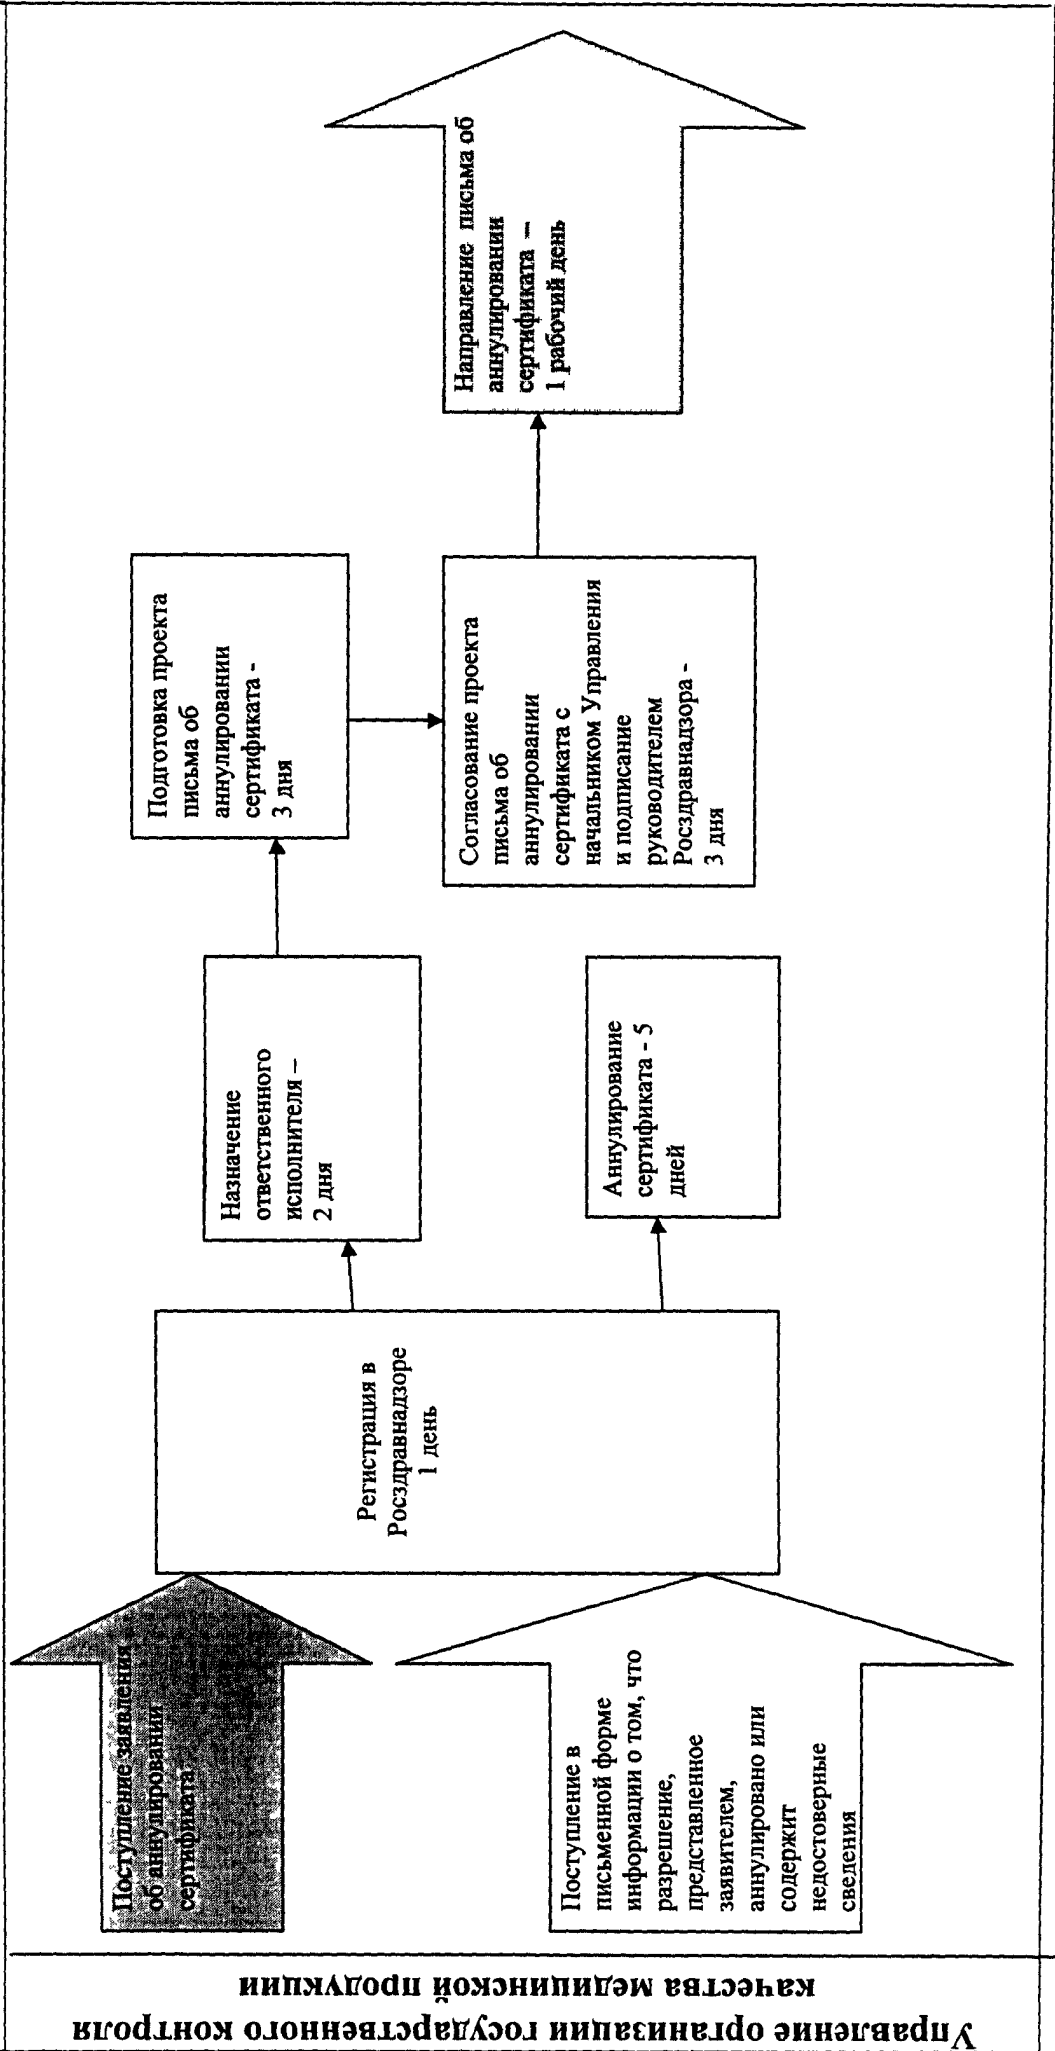 Управление организации государственного контроля
качества медицинской продукции
Поступление заявления
об аннулировании
сертификата
Поступление в
письменной форме
информации о том, что
разрешение,
представленное
заявителем,
аннулировано или
содержит
недостоверные
сведения
Регистрация в
Росздравнадзоре
1 день
Назначение
ответственного
исполнителя –
2 дня
Аннулирование
сертификата - 5
дней
Подготовка проекта
письма об
аннулировании
сертификата -
3 дня
Согласование проекта
письма об
аннулировании
сертификата с
начальником Управления
и подписание
руководителем
Росздравнадзора -
3 дня
Направление письма об
аннулировании
сертификата –
1 рабочий день